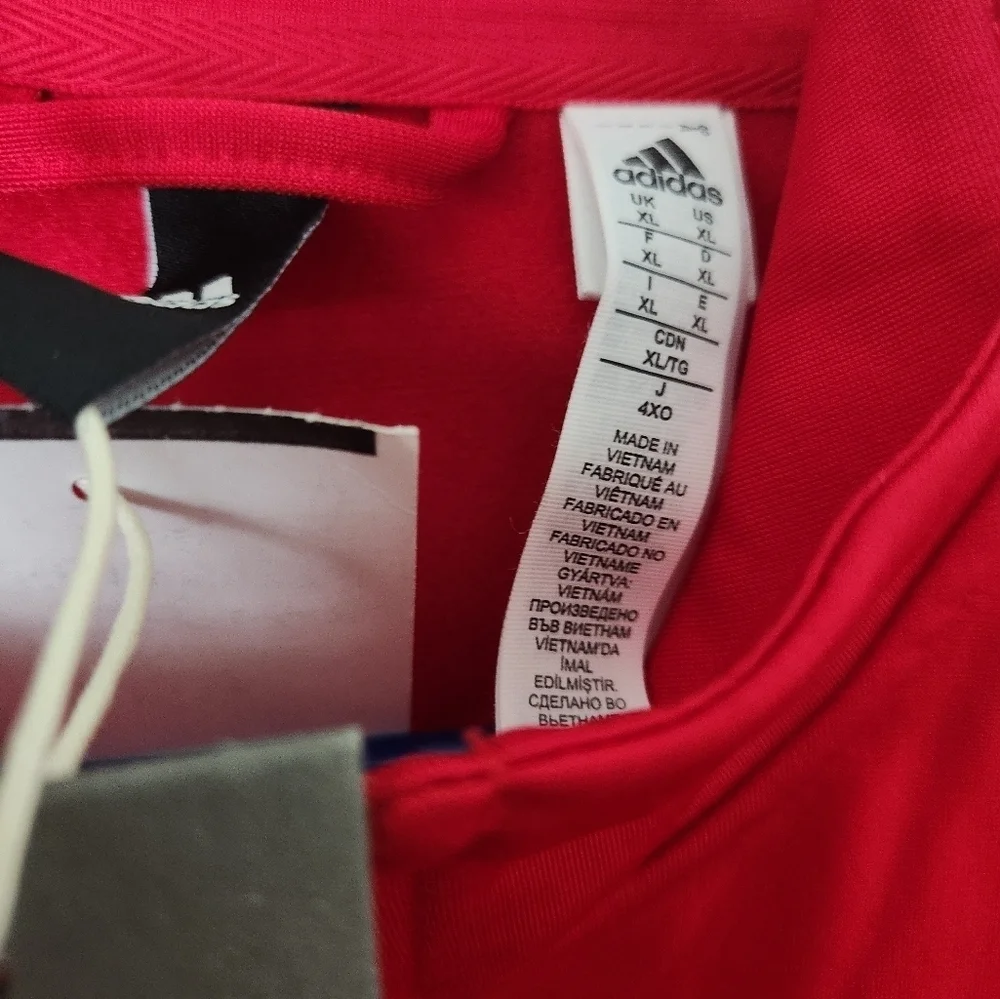 adidas
UK US
XL XL
F D
XL XL
I E
XL XL
CDN
XL/TG
J
4XO
MADE IN
VIETNAM
FABRIQUÉ AU
VIÊTNAM
FABRICADO EN
VIETNAM
FABRICADO NO
VIETNAME
GYÁRTVA:
VIETNÁM
ПРОИЗВЕДЕНО
ВЪВ ВИЕТНАМ
VİETNAM'DA
İMAL
EDİLMİŞTİR.
СДЕЛАНО ВО